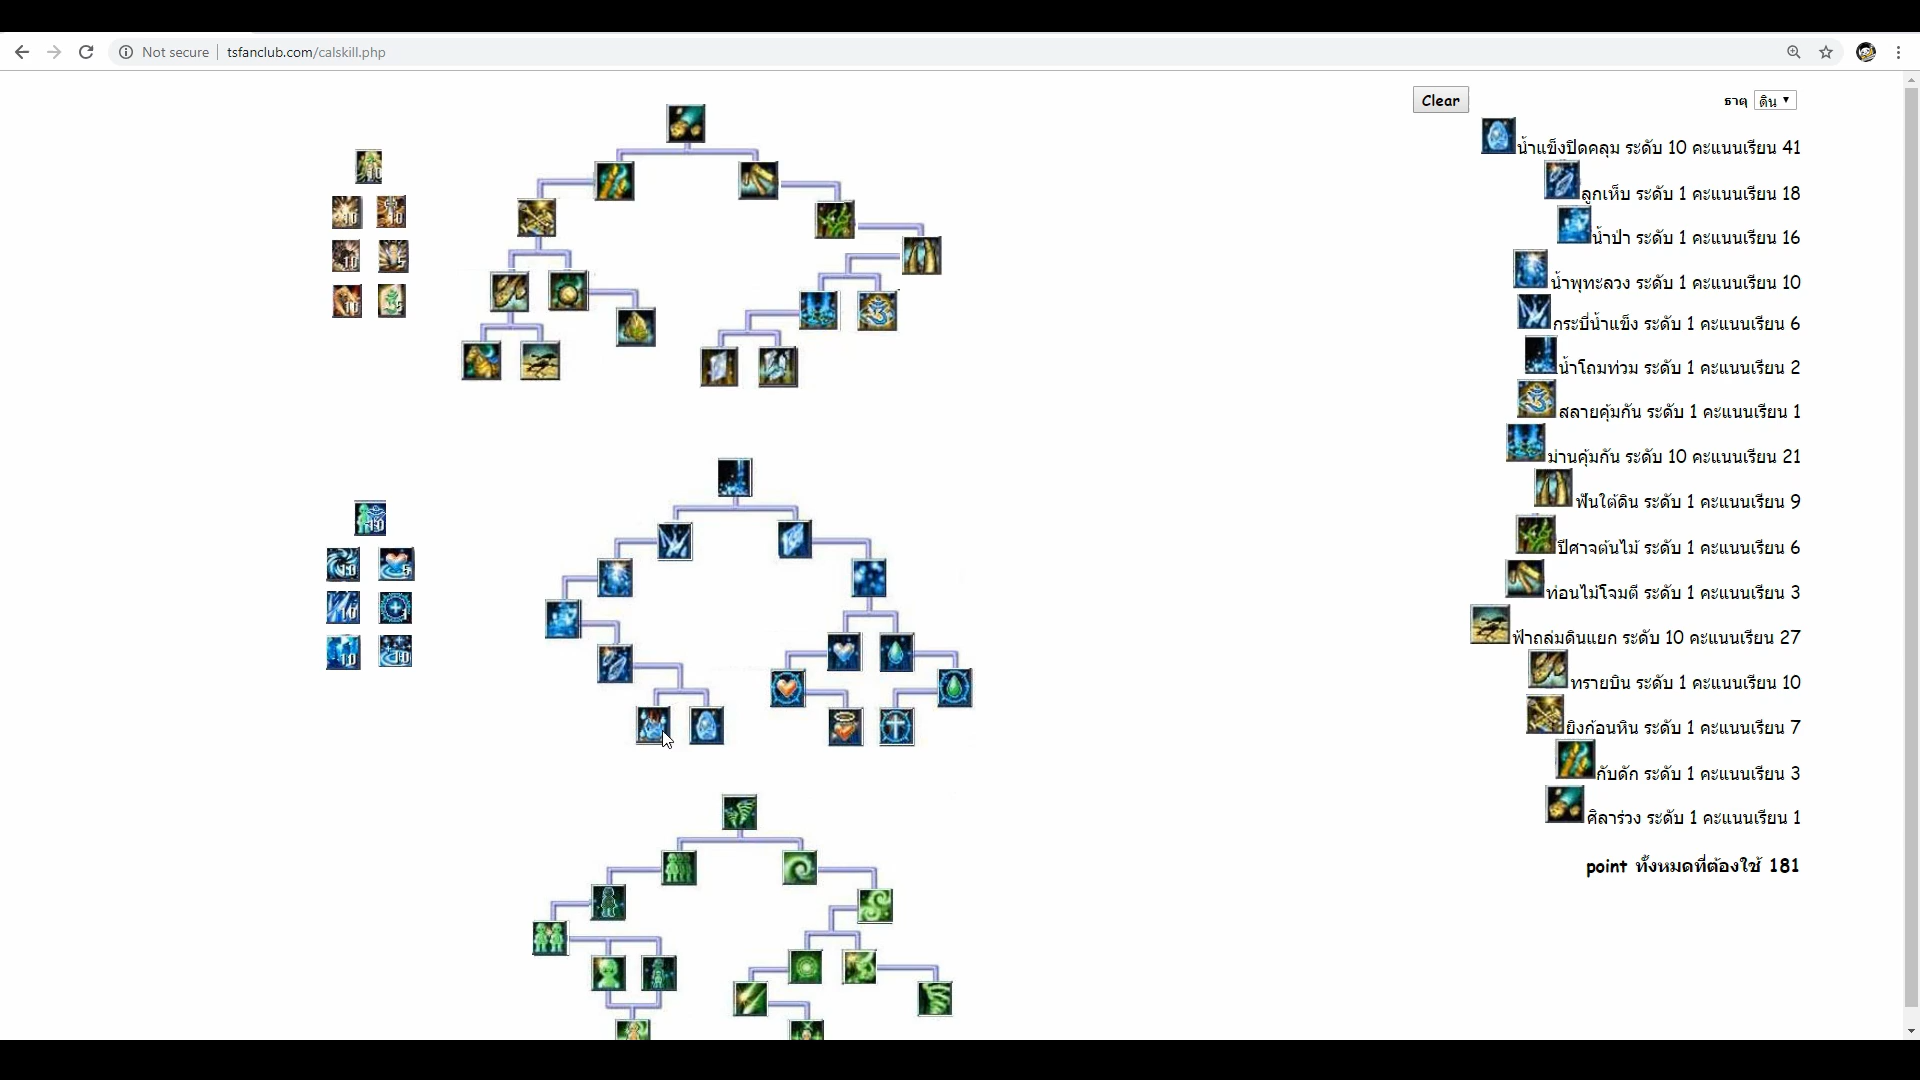 Not secure
tsfanclub.com/calskill.php
Clear
ธาตุ ดิน
น้ำแข็งปิดคลุม ระดับ 10 คะแนนเรียน 41
ลูกเห็บ ระดับ 1 คะแนนเรียน 18
น้ำป่า ระดับ 1 คะแนนเรียน 16
น้ำพุทะลวง ระดับ 1 คะแนนเรียน 10
กระบี่น้ำแข็ง ระดับ 1 คะแนนเรียน 6
น้ำโถมท่วม ระดับ 1 คะแนนเรียน 2
สลายคุ้มกัน ระดับ 1 คะแนนเรียน 1
ม่านคุ้มกัน ระดับ 10 คะแนนเรียน 21
ฟันใต้ดิน ระดับ 1 คะแนนเรียน 9
ปีศาจต้นไม้ ระดับ 1 คะแนนเรียน 6
ท่อนไม้โจมตี ระดับ 1 คะแนนเรียน 3
ฟ้าถล่มดินแยก ระดับ 10 คะแนนเรียน 27
ทรายบิน ระดับ 1 คะแนนเรียน 10
ยิงก้อนหิน ระดับ 1 คะแนนเรียน 7
กับดัก ระดับ 1 คะแนนเรียน 3
ศิลาร่วง ระดับ 1 คะแนนเรียน 1
point ทั้งหมดที่ต้องใช้ 181
10
10
10
5
10
5
10
10
5
10
10
10